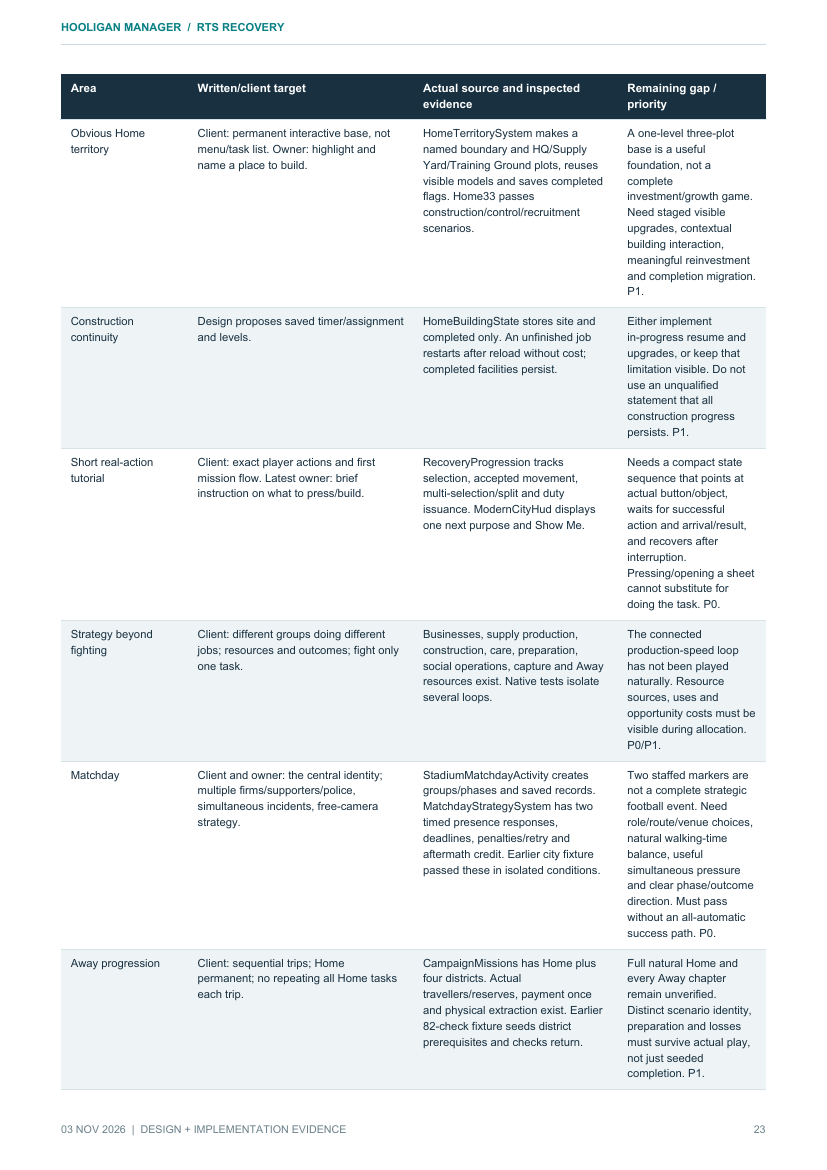 HOOLIGAN MANAGER / RTS RECOVERY
Area
Written/client target
Actual source and inspected
evidence
Remaining gap /
priority
Obvious Home
territory
Client: permanent interactive base, not
menu/task list. Owner: highlight and
name a place to build.
HomeTerritorySystem makes a
named boundary and HQ/Supply
Yard/Training Ground plots, reuses
visible models and saves completed
flags. Home33 passes
construction/control/recruitment
scenarios.
A one-level three-plot
base is a useful
foundation, not a
complete
investment/growth game.
Need staged visible
upgrades, contextual
building interaction,
meaningful reinvestment
and completion migration.
P1.
Construction
continuity
Design proposes saved timer/assignment
and levels.
HomeBuildingState stores site and
completed only. An unfinished job
restarts after reload without cost;
completed facilities persist.
Either implement
in-progress resume and
upgrades, or keep that
limitation visible. Do not
use an unqualified
statement that all
construction progress
persists. P1.
Short real-action
tutorial
Client: exact player actions and first
mission flow. Latest owner: brief
instruction on what to press/build.
RecoveryProgression tracks
selection, accepted movement,
multi-selection/split and duty
issuance. ModernCityHud displays
one next purpose and Show Me.
Needs a compact state
sequence that points at
actual button/object,
waits for successful
action and arrival/result,
and recovers after
interruption.
Pressing/opening a sheet
cannot substitute for
doing the task. P0.
Strategy beyond
fighting
Client: different groups doing different
jobs; resources and outcomes; fight only
one task.
Businesses, supply production,
construction, care, preparation,
social operations, capture and Away
resources exist. Native tests isolate
several loops.
The connected
production-speed loop
has not been played
naturally. Resource
sources, uses and
opportunity costs must be
visible during allocation.
P0/P1.
Matchday
Client and owner: the central identity;
multiple firms/supporters/police,
simultaneous incidents, free-camera
strategy.
StadiumMatchdayActivity creates
groups/phases and saved records.
MatchdayStrategySystem has two
timed presence responses,
deadlines, penalties/retry and
aftermath credit. Earlier city fixture
passed these in isolated conditions.
Two staffed markers are
not a complete strategic
football event. Need
role/route/venue choices,
natural walking-time
balance, useful
simultaneous pressure
and clear phase/outcome
direction. Must pass
without an all-automatic
success path. P0.
Away progression
Client: sequential trips; Home
permanent; no repeating all Home tasks
each trip.
CampaignMissions has Home plus
four districts. Actual
travellers/reserves, payment once
and physical extraction exist. Earlier
82-check fixture seeds district
prerequisites and checks return.
Full natural Home and
every Away chapter
remain unverified.
Distinct scenario identity,
preparation and losses
must survive actual play,
not just seeded
completion. P1.
03 NOV 2026 | DESIGN + IMPLEMENTATION EVIDENCE
23